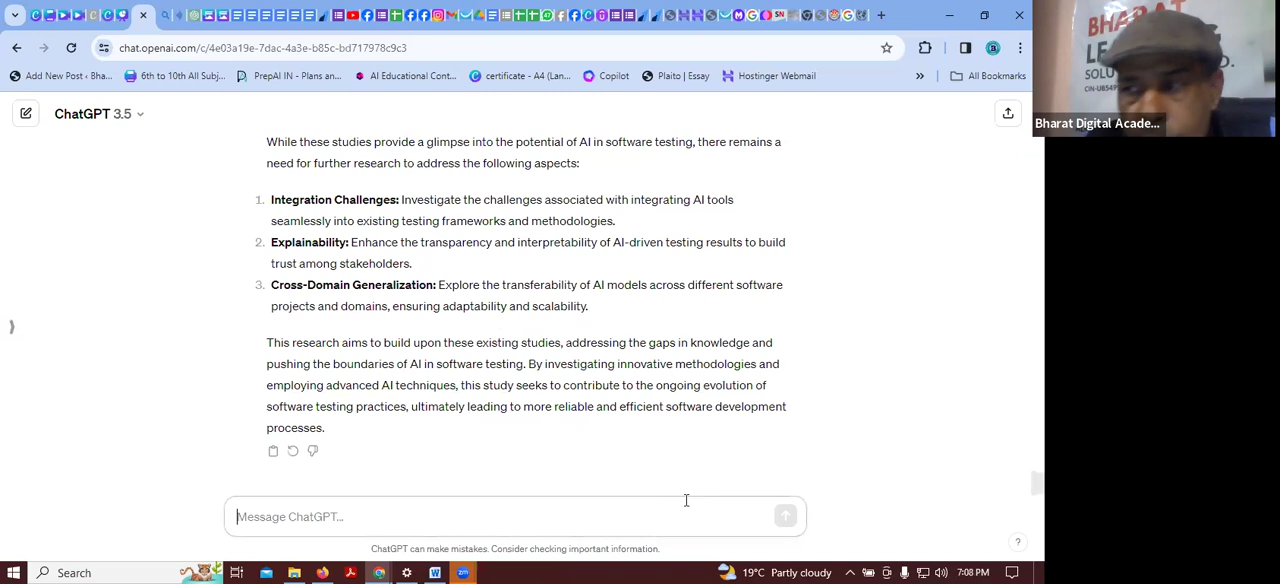 chat.openai.com/c/4e03a19e-7dac-4a3e-b85c-bd717978c9c3
Add New Post ‹ Bha...
6th to 10th All Subj...
PrepAI IN - Plans an...
AI Educational Cont...
certificate - A4 (Lan...
Copilot
Plaito | Essay
Hostinger Webmail
»
All Bookmarks
ChatGPT 3.5
While these studies provide a glimpse into the potential of AI in software testing, there remains a
need for further research to address the following aspects:
1. Integration Challenges: Investigate the challenges associated with integrating AI tools
seamlessly into existing testing frameworks and methodologies.
2. Explainability: Enhance the transparency and interpretability of AI-driven testing results to build
trust among stakeholders.
3. Cross-Domain Generalization: Explore the transferability of AI models across different software
projects and domains, ensuring adaptability and scalability.
This research aims to build upon these existing studies, addressing the gaps in knowledge and
pushing the boundaries of AI in software testing. By investigating innovative methodologies and
employing advanced AI techniques, this study seeks to contribute to the ongoing evolution of
software testing practices, ultimately leading to more reliable and efficient software development
processes.
Message ChatGPT...
ChatGPT can make mistakes. Consider checking important information.
?
Search
19°C Partly cloudy
7:08 PM
BHARAT
LE
SOLU
D.
Bharat Digital Acade...